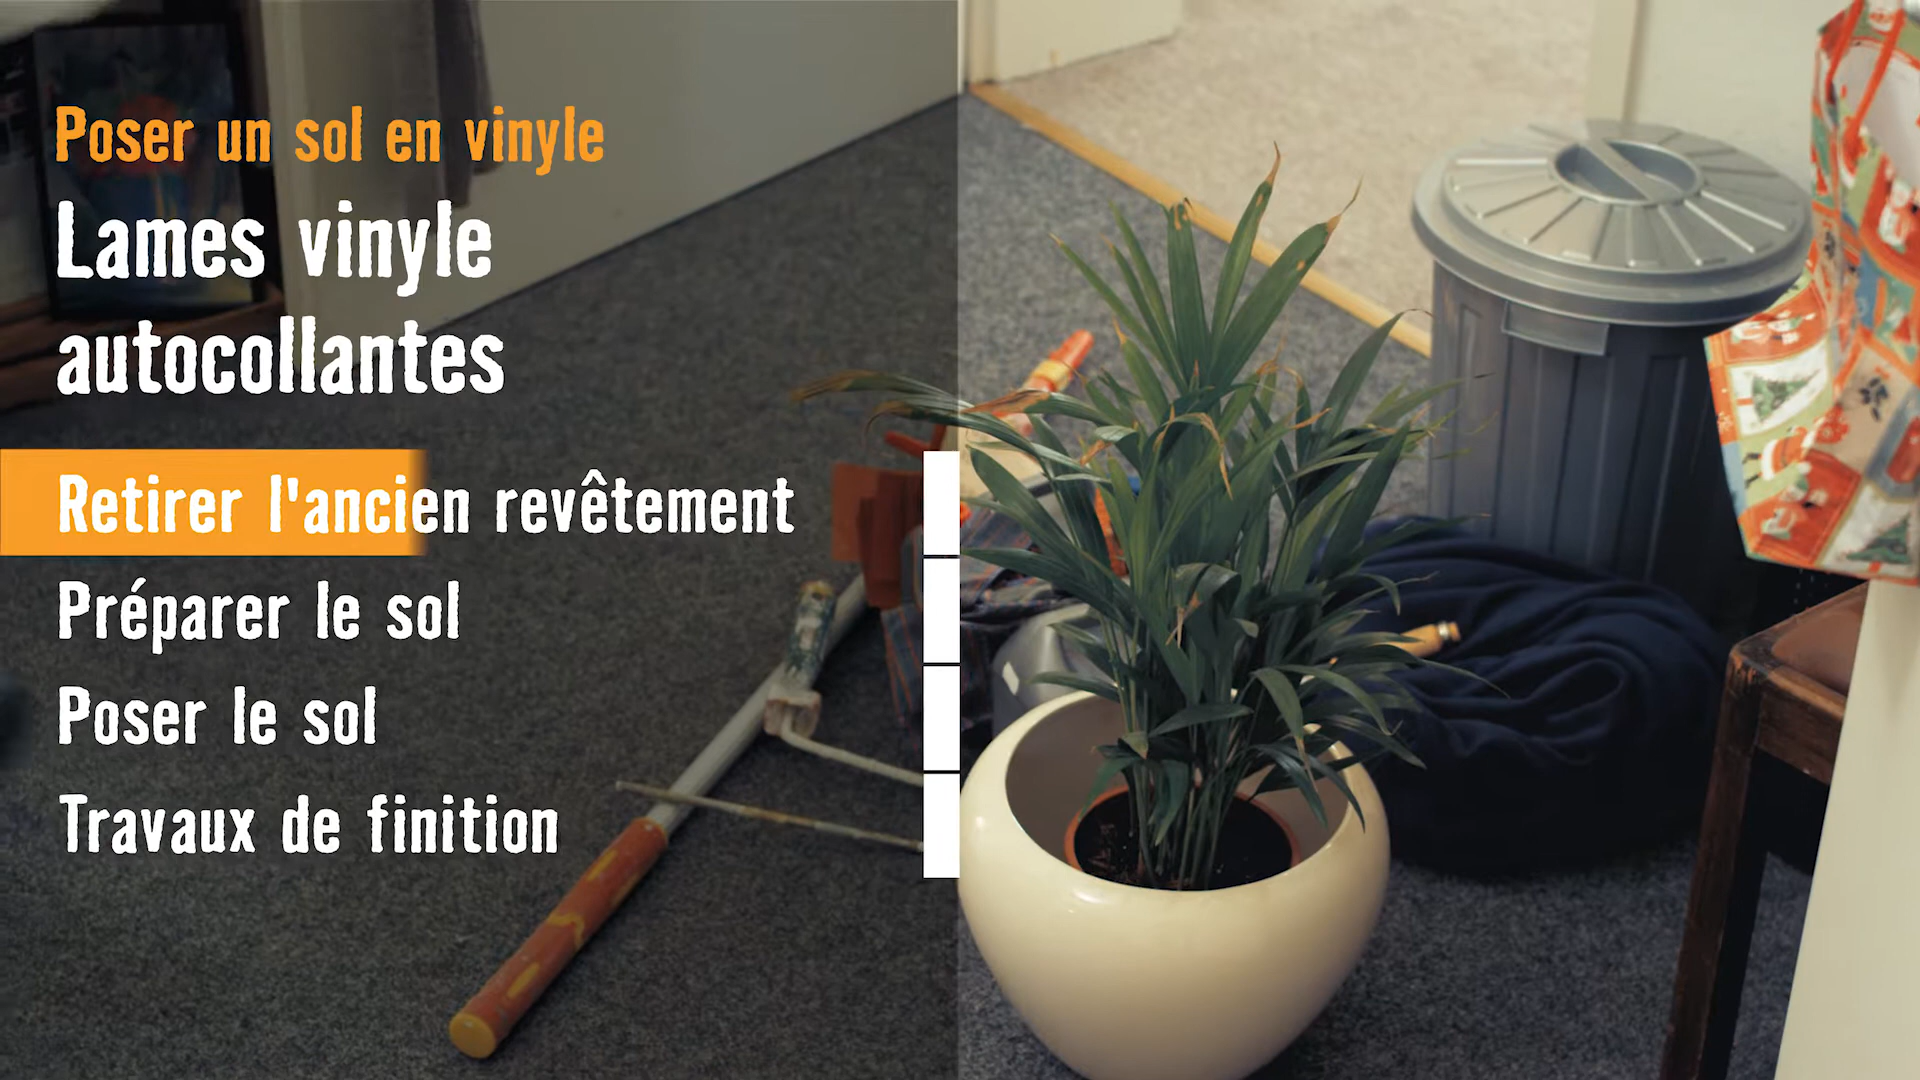 Poser un sol en vinyle
Lames vinyle
autocollantes
Retirer l'ancien revêtement
Préparer le sol
Poser le sol
Travaux de finition